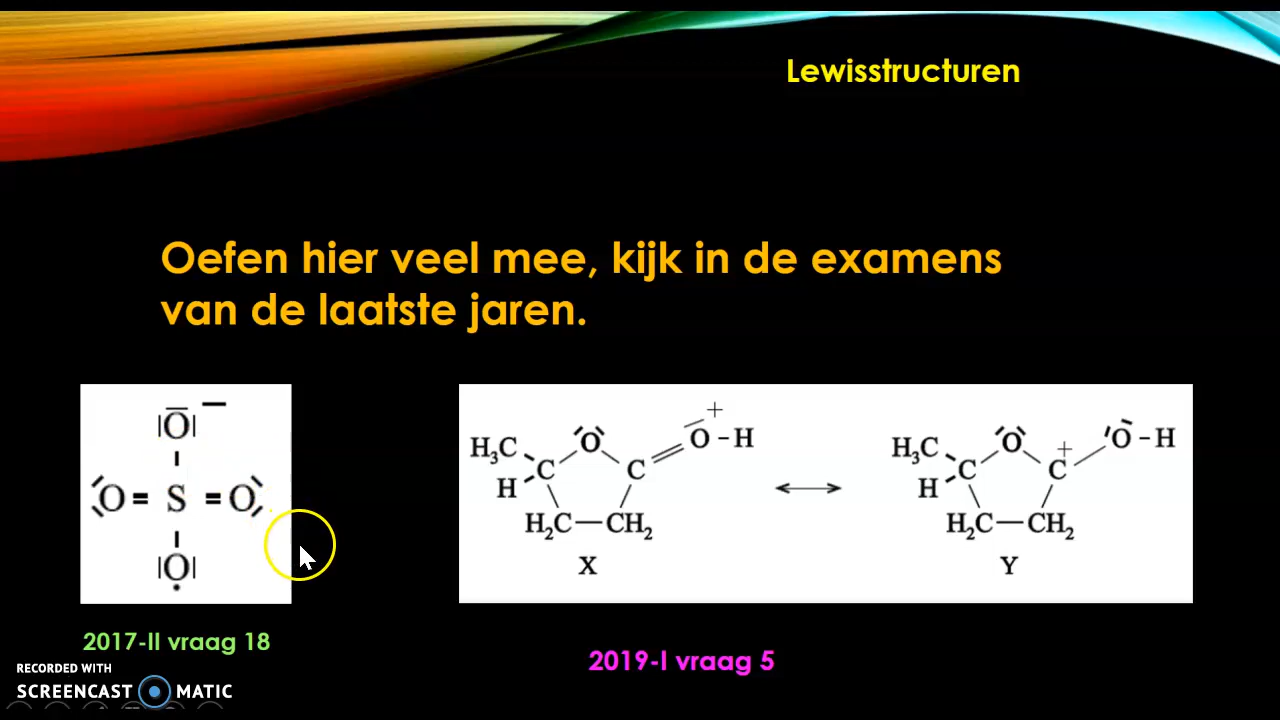 Lewisstructuren
Oefen hier veel mee, kijk in de examens
van de laatste jaren.
|O̅| −
O = S = O
|O|
H₃C O + O – H
H C
H₂C — CH₂
X
↔
H₃C O + O – H
H C C
H₂C — CH₂
Y
2017-II vraag 18
2019-I vraag 5
RECORDED WITH
SCREENCAST MATIC